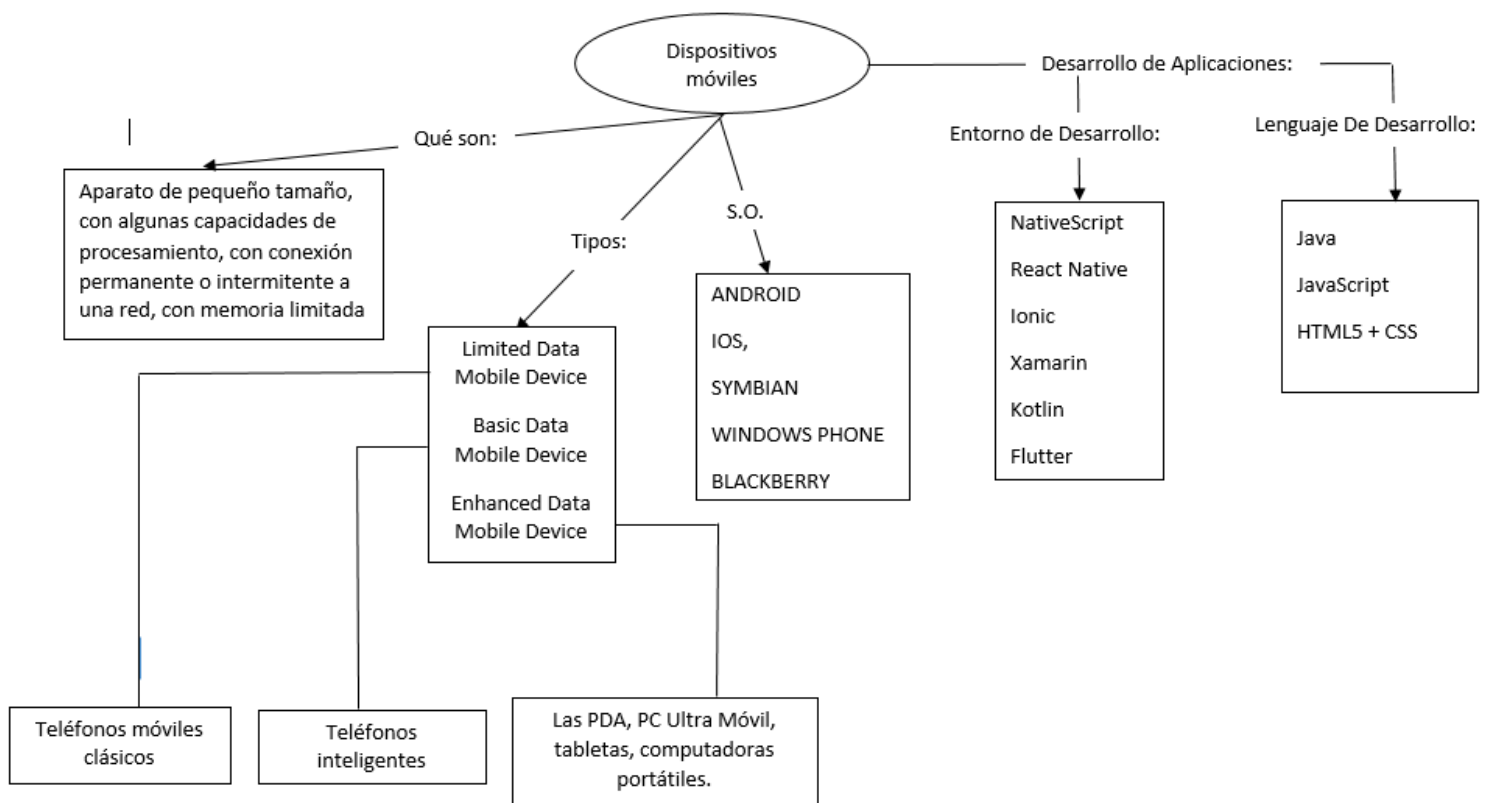 Dispositivos
móviles
Desarrollo de Aplicaciones:
Qué son:
Entorno de Desarrollo:
Lenguaje De Desarrollo:
Aparato de pequeño tamaño,
con algunas capacidades de
procesamiento, con conexión
permanente o intermitente a
una red, con memoria limitada
Tipos:
S.O.
Limited Data
Mobile Device
Basic Data
Mobile Device
Enhanced Data
Mobile Device
ANDROID
IOS,
SYMBIAN
WINDOWS PHONE
BLACKBERRY
NativeScript
React Native
Ionic
Xamarin
Kotlin
Flutter
Java
JavaScript
HTML5 + CSS
Teléfonos móviles
clásicos
Teléfonos
inteligentes
Las PDA, PC Ultra Móvil,
tabletas, computadoras
portátiles.